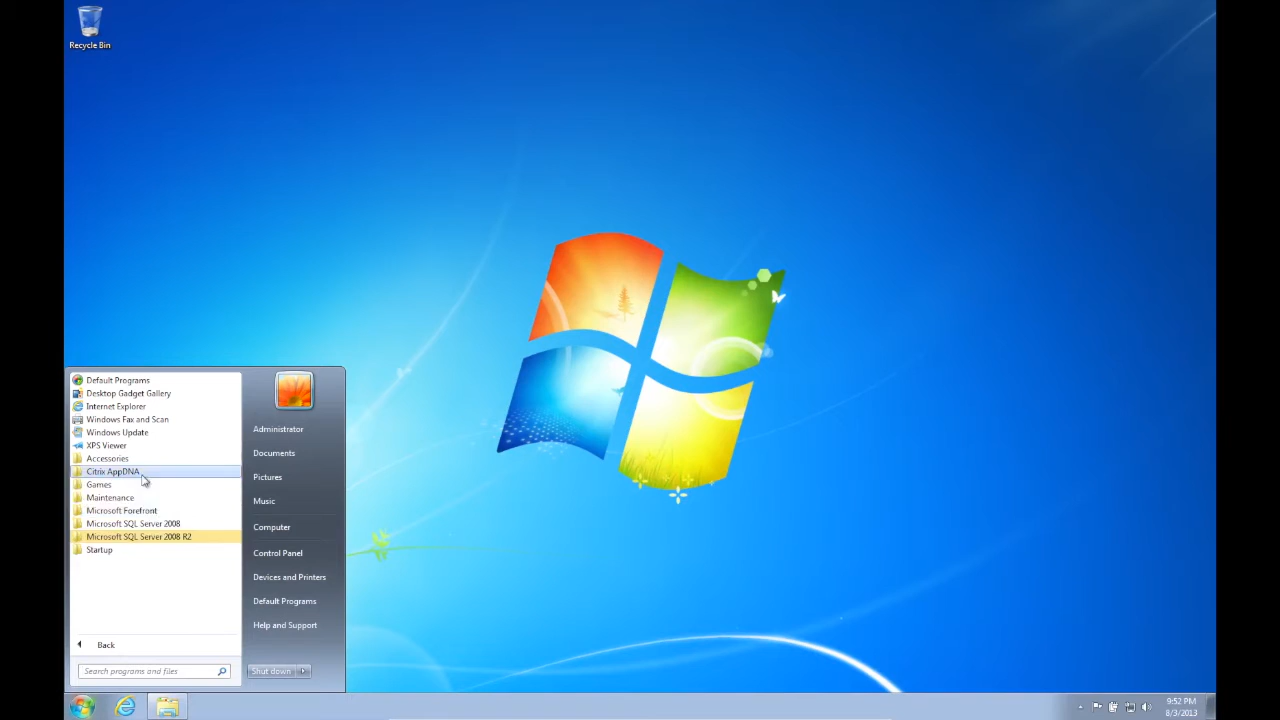 Recycle Bin
Default Programs
Desktop Gadget Gallery
Internet Explorer
Windows Fax and Scan
Windows Update
XPS Viewer
Accessories
Citrix AppDNA
Games
Maintenance
Microsoft Forefront
Microsoft SQL Server 2008
Microsoft SQL Server 2008 R2
Startup
Back
Search programs and files
Administrator
Documents
Pictures
Music
Computer
Control Panel
Devices and Printers
Default Programs
Help and Support
Shut down
9:52 PM
8/3/2013